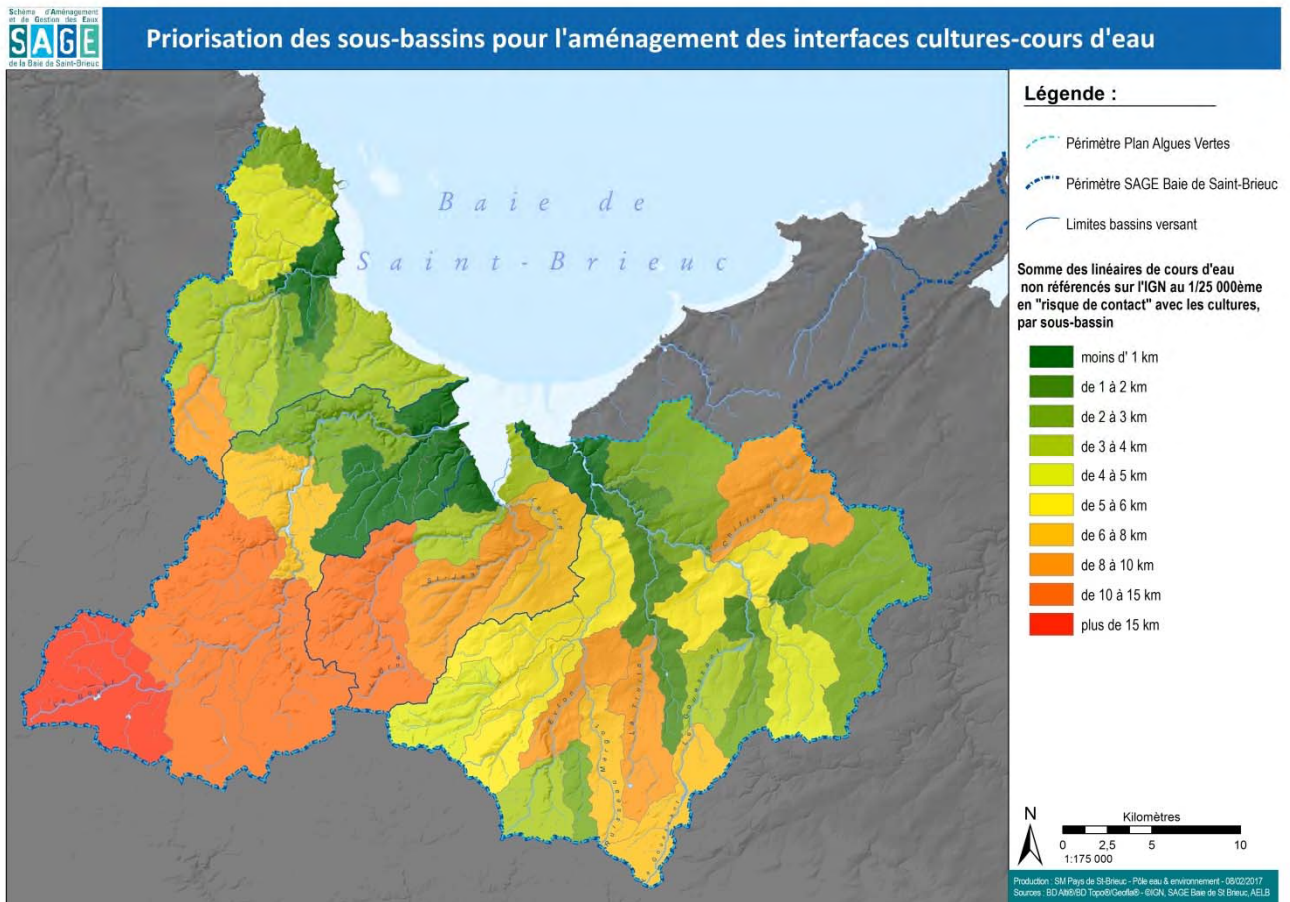 Schéma d'Aménagement
et de Gestion des Eaux
SAGE
de la Baie de Saint-Brieuc
Priorisation des sous-bassins pour l'aménagement des interfaces cultures-cours d'eau
Baie de
Saint-Brieuc
Légende :
Périmètre Plan Algues Vertes
Périmètre SAGE Baie de Saint-Brieuc
Limites bassins versant
Somme des linéaires de cours d'eau
non référencés sur l'IGN au 1/25 000ème
en "risque de contact" avec les cultures,
par sous-bassin
moins d' 1 km
de 1 à 2 km
de 2 à 3 km
de 3 à 4 km
de 4 à 5 km
de 5 à 6 km
de 6 à 8 km
de 8 à 10 km
de 10 à 15 km
plus de 15 km
N
Kilomètres
0 2,5 5 10
1:175 000
Production : SM Pays de St-Brieuc - Pôle eau & environnement - 08/02/2017
Sources : BD Alti®/BD Topo®/Geofla® - ©IGN, SAGE Baie de St Brieuc, AELB